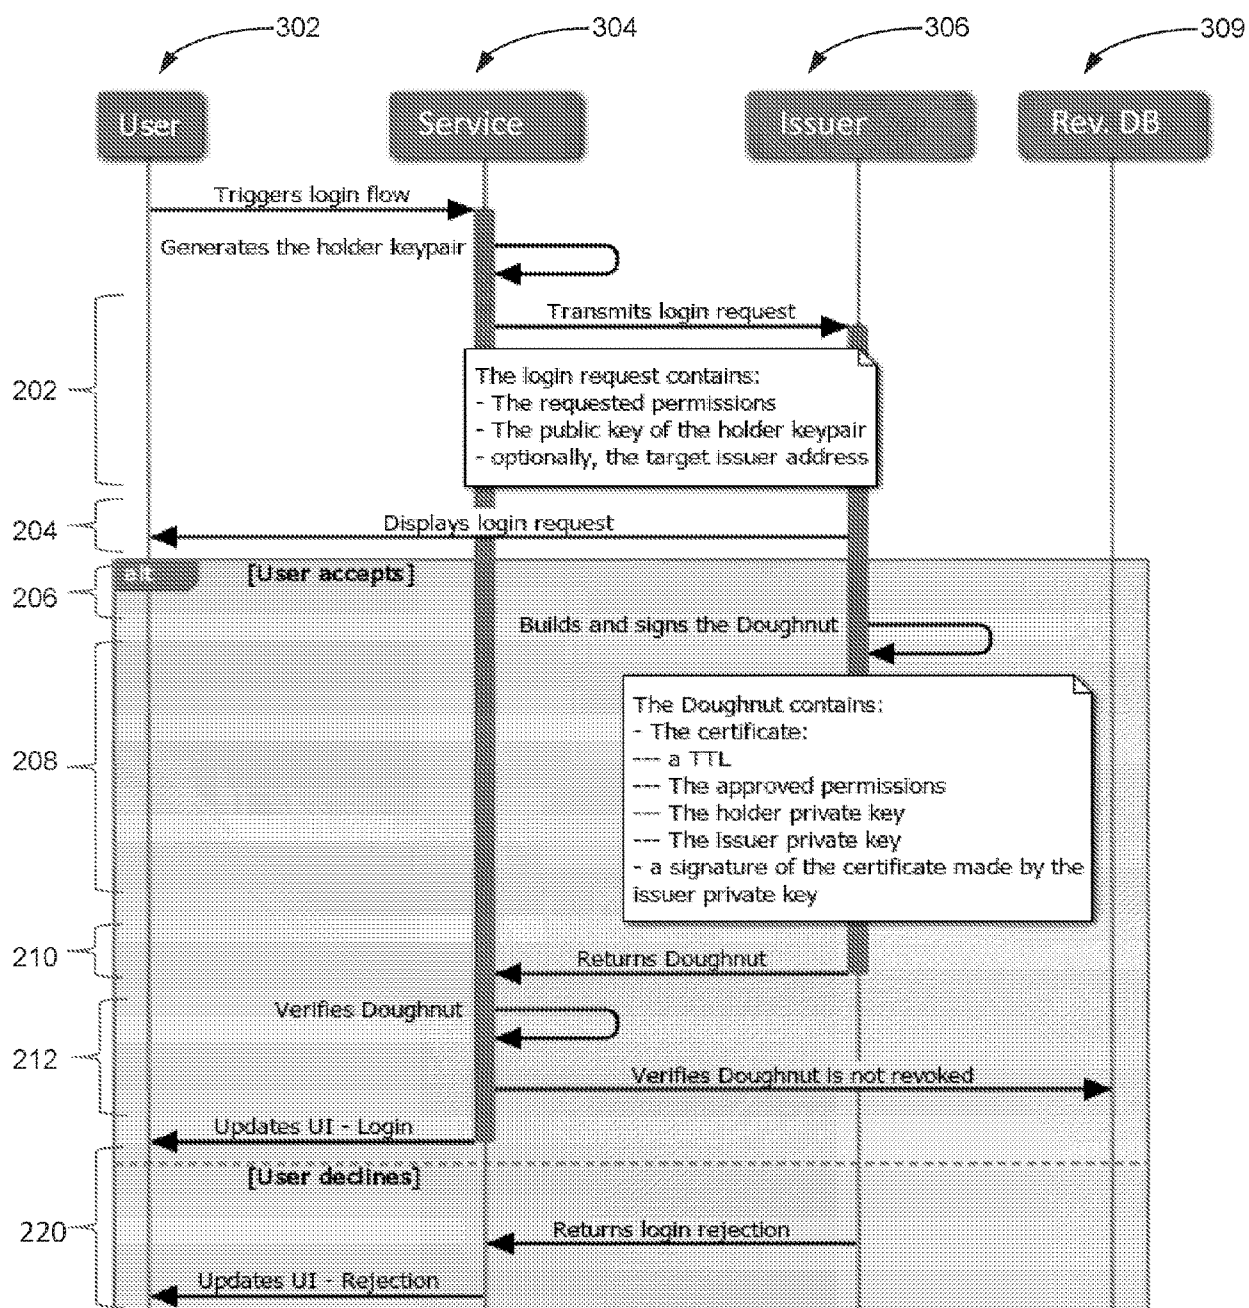 302
304
306
309
User
Service
Issuer
Rev. DB
Triggers login flow
Generates the holder keypair
Transmits login request
202
The login request contains:
- The requested permissions
- The public key of the holder keypair
- optionally, the target issuer address
204
Displays login request
alt
[User accepts]
206
Builds and signs the Doughnut
208
The Doughnut contains:
- The certificate:
--- a TTL
--- The approved permissions
--- The holder private key
--- The issuer private key
- a signature of the certificate made by the
issuer private key
210
Returns Doughnut
Verifies Doughnut
212
Verifies Doughnut is not revoked
Updates UI - Login
[User declines]
220
Returns login rejection
Updates UI - Rejection